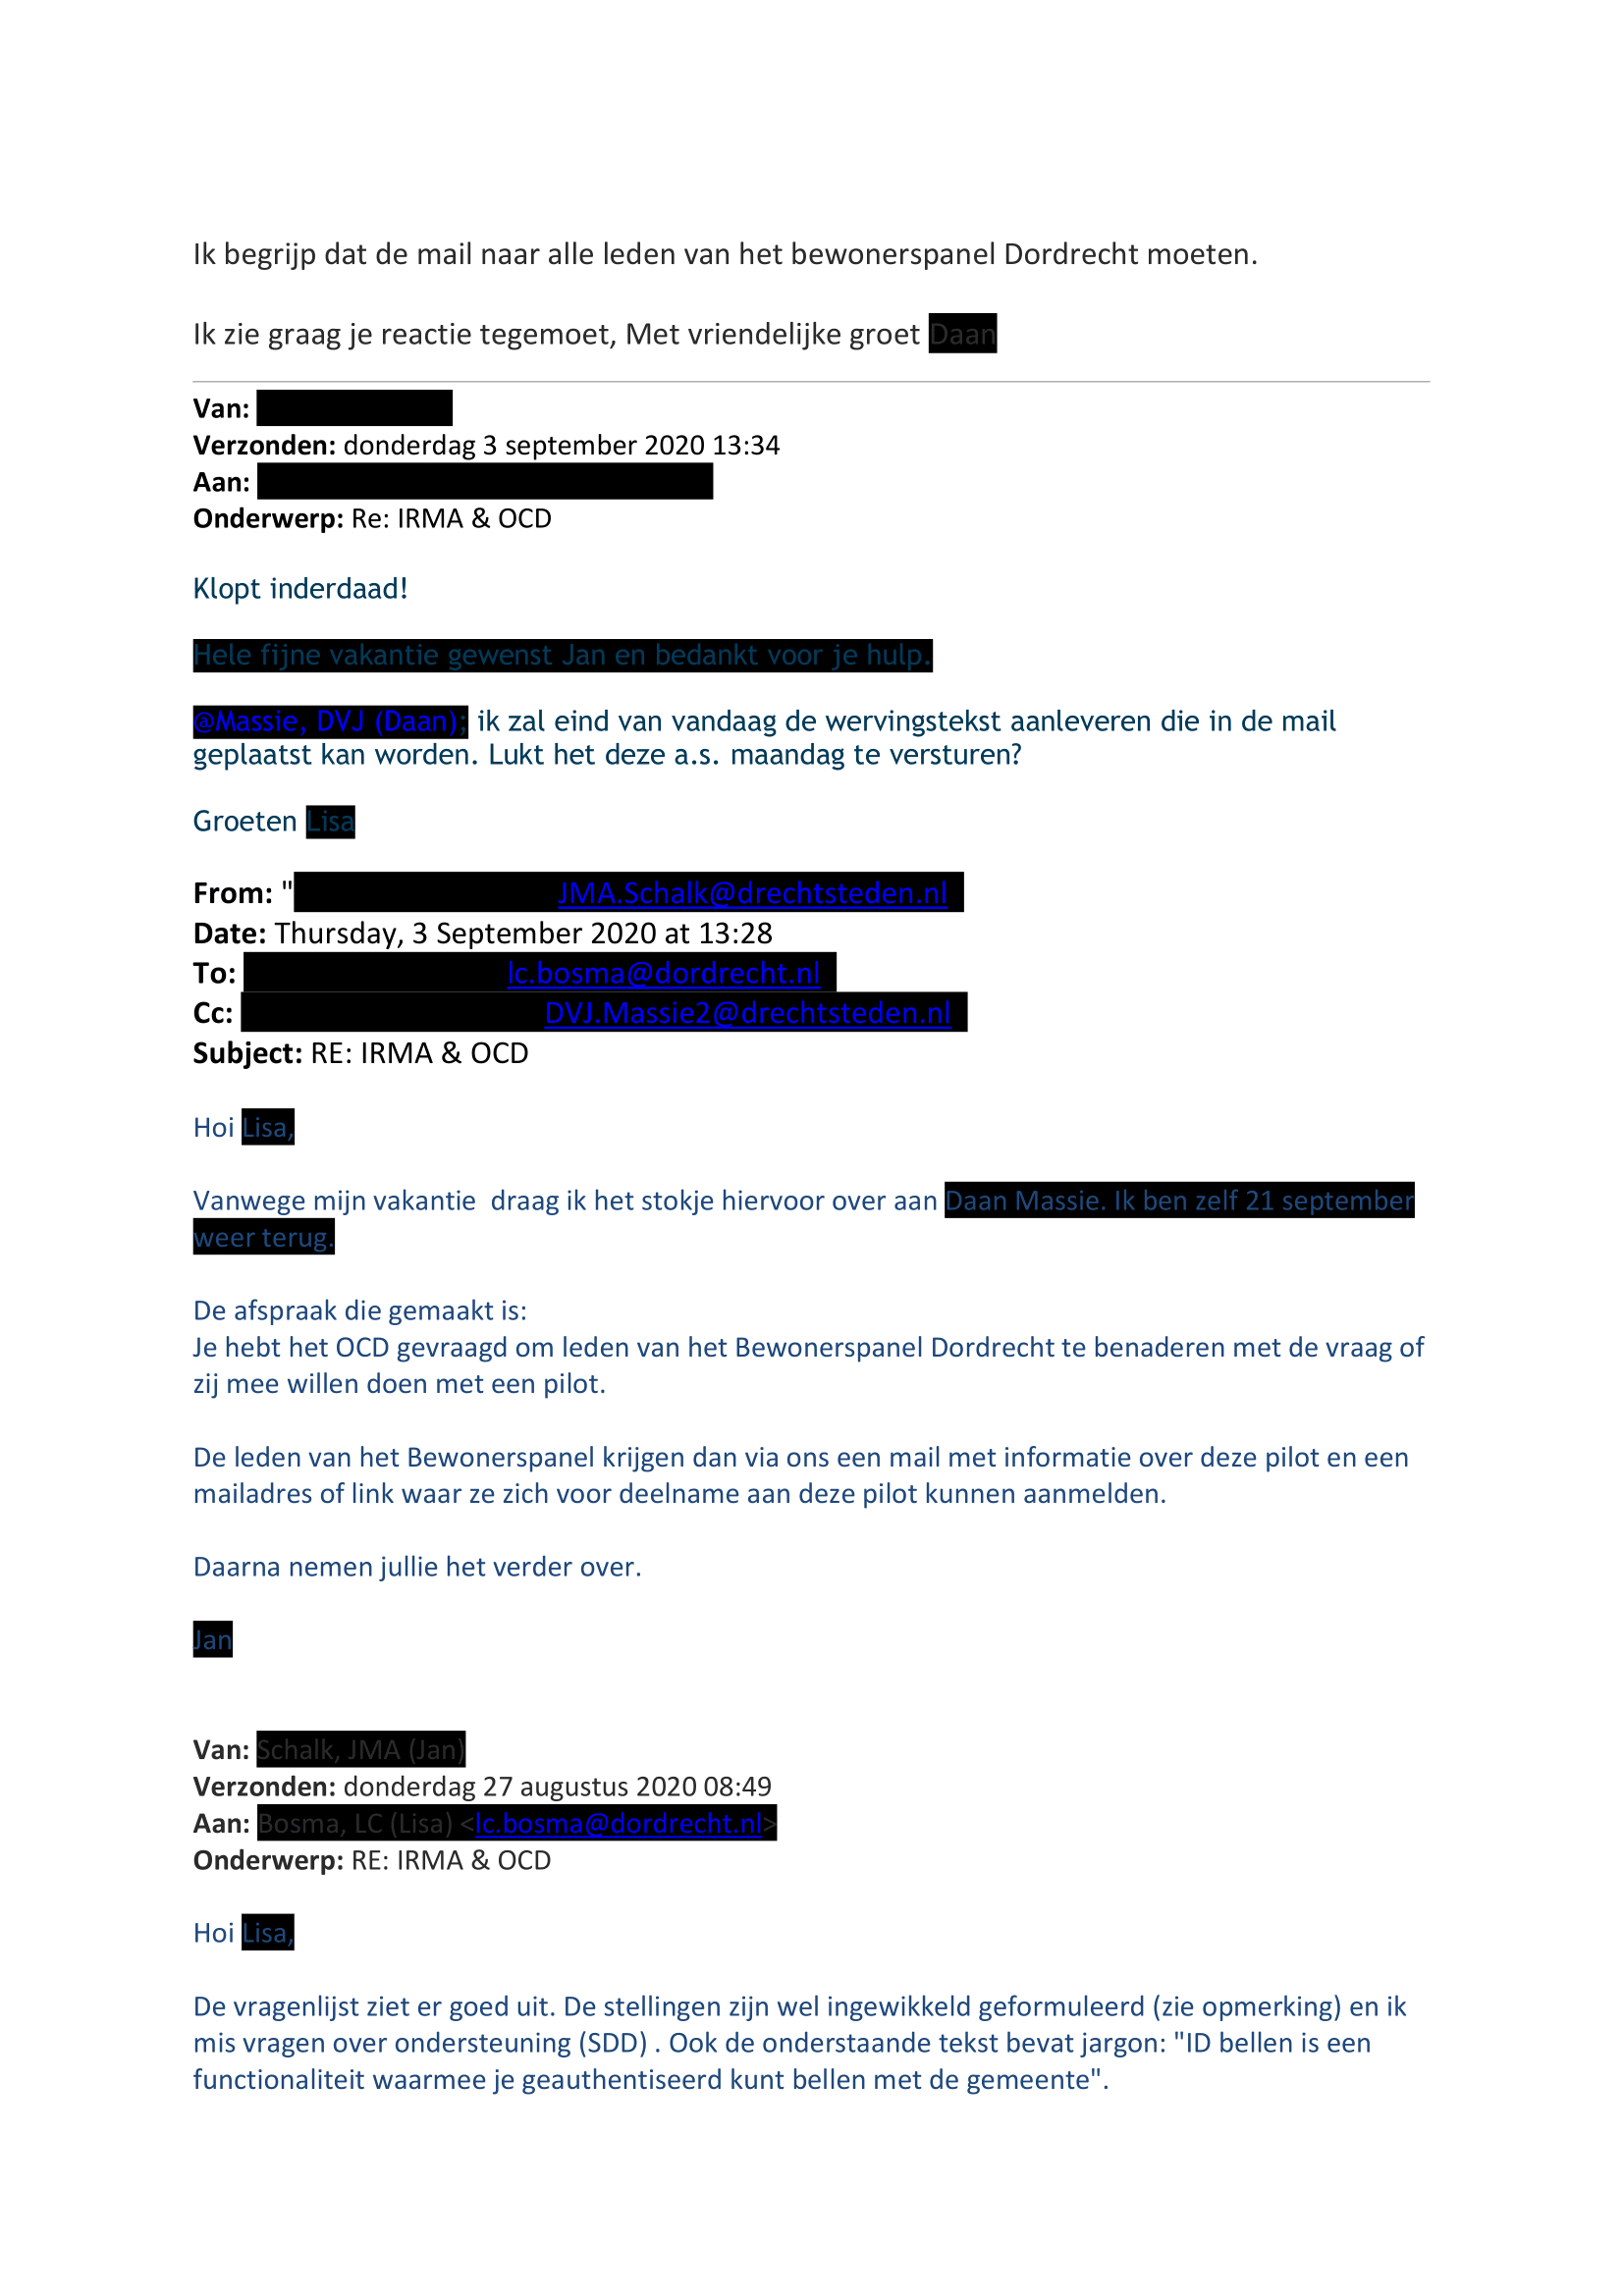 Ik begrijp dat de mail naar alle leden van het bewonerspanel Dordrecht moeten.
Ik zie graag je reactie tegemoet, Met vriendelijke groet Daan
Van:
Verzonden: donderdag 3 september 2020 13:34
Aan:
Onderwerp: Re: IRMA & OCD
Klopt inderdaad!
Hele fijne vakantie gewenst Jan en bedankt voor je hulp.
@Massie, DVJ (Daan); ik zal eind van vandaag de wervingstekst aanleveren die in de mail
geplaatst kan worden. Lukt het deze a.s. maandag te versturen?
Groeten Lisa
From: "JMA.Schalk@drechtsteden.nl
Date: Thursday, 3 September 2020 at 13:28
To: lc.bosma@dordrecht.nl
Cc: DVJ.Massie2@drechtsteden.nl
Subject: RE: IRMA & OCD
Hoi Lisa,
Vanwege mijn vakantie draag ik het stokje hiervoor over aan Daan Massie. Ik ben zelf 21 september
weer terug.
De afspraak die gemaakt is:
Je hebt het OCD gevraagd om leden van het Bewonerspanel Dordrecht te benaderen met de vraag of
zij mee willen doen met een pilot.
De leden van het Bewonerspanel krijgen dan via ons een mail met informatie over deze pilot en een
mailadres of link waar ze zich voor deelname aan deze pilot kunnen aanmelden.
Daarna nemen jullie het verder over.
Jan
Van: Schalk, JMA (Jan)
Verzonden: donderdag 27 augustus 2020 08:49
Aan: Bosma, LC (Lisa) <lc.bosma@dordrecht.nl>
Onderwerp: RE: IRMA & OCD
Hoi Lisa,
De vragenlijst ziet er goed uit. De stellingen zijn wel ingewikkeld geformuleerd (zie opmerking) en ik
mis vragen over ondersteuning (SDD) . Ook de onderstaande tekst bevat jargon: "ID bellen is een
functionaliteit waarmee je geauthentiseerd kunt bellen met de gemeente".